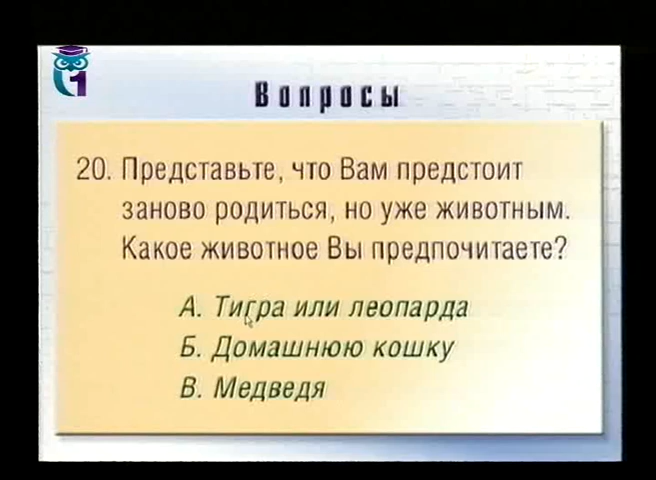 1
Вопросы
20. Представьте, что Вам предстоит
заново родиться, но уже животным.
Какое животное Вы предпочитаете?
А. Тигра или леопарда
Б. Домашнюю кошку
В. Медведя